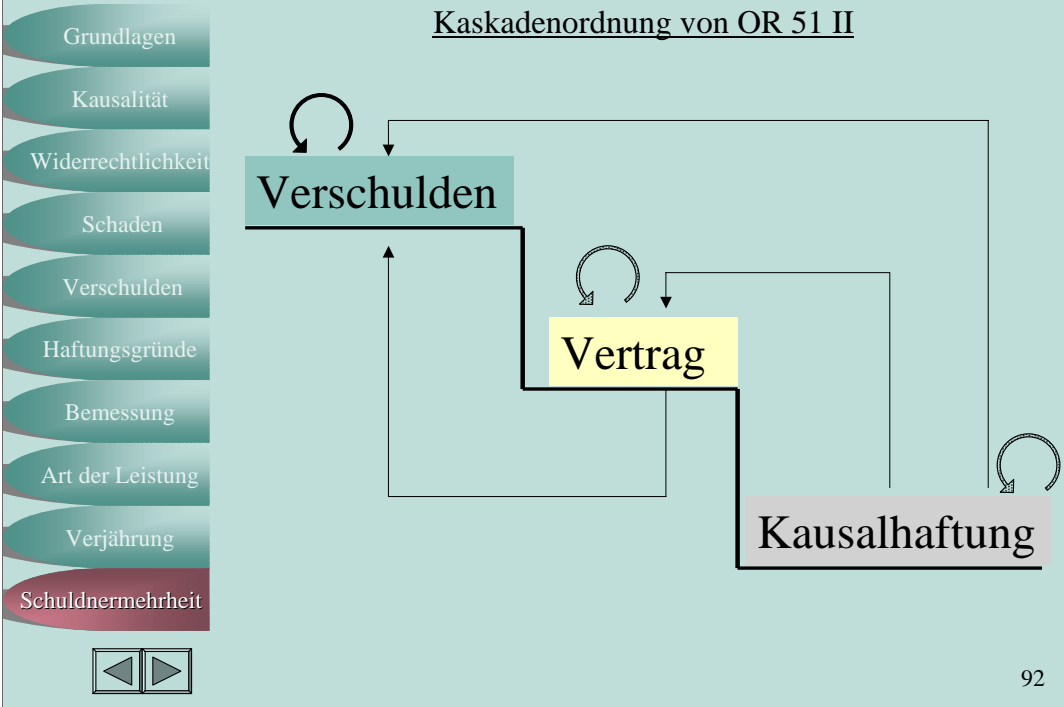 Kaskadenordnung von OR 51 II
Grundlagen
Kausalität
Widerrechtlichkeit
Schaden
Verschulden
Haftungsgründe
Bemessung
Art der Leistung
Verjährung
Schuldnermehrheit
Verschulden
Vertrag
Kausalhaftung
92